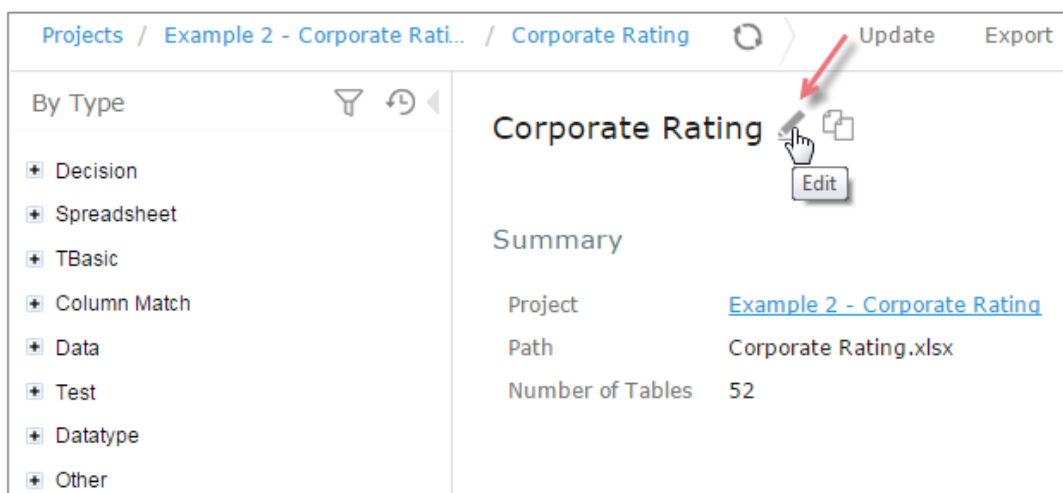 Projects / Example 2 - Corporate Rati... / Corporate Rating Update Export
By Type
Decision
Spreadsheet
TBasic
Column Match
Data
Test
Datatype
Other
Corporate Rating
Edit
Summary
Project Example 2 - Corporate Rating
Path Corporate Rating.xlsx
Number of Tables 52